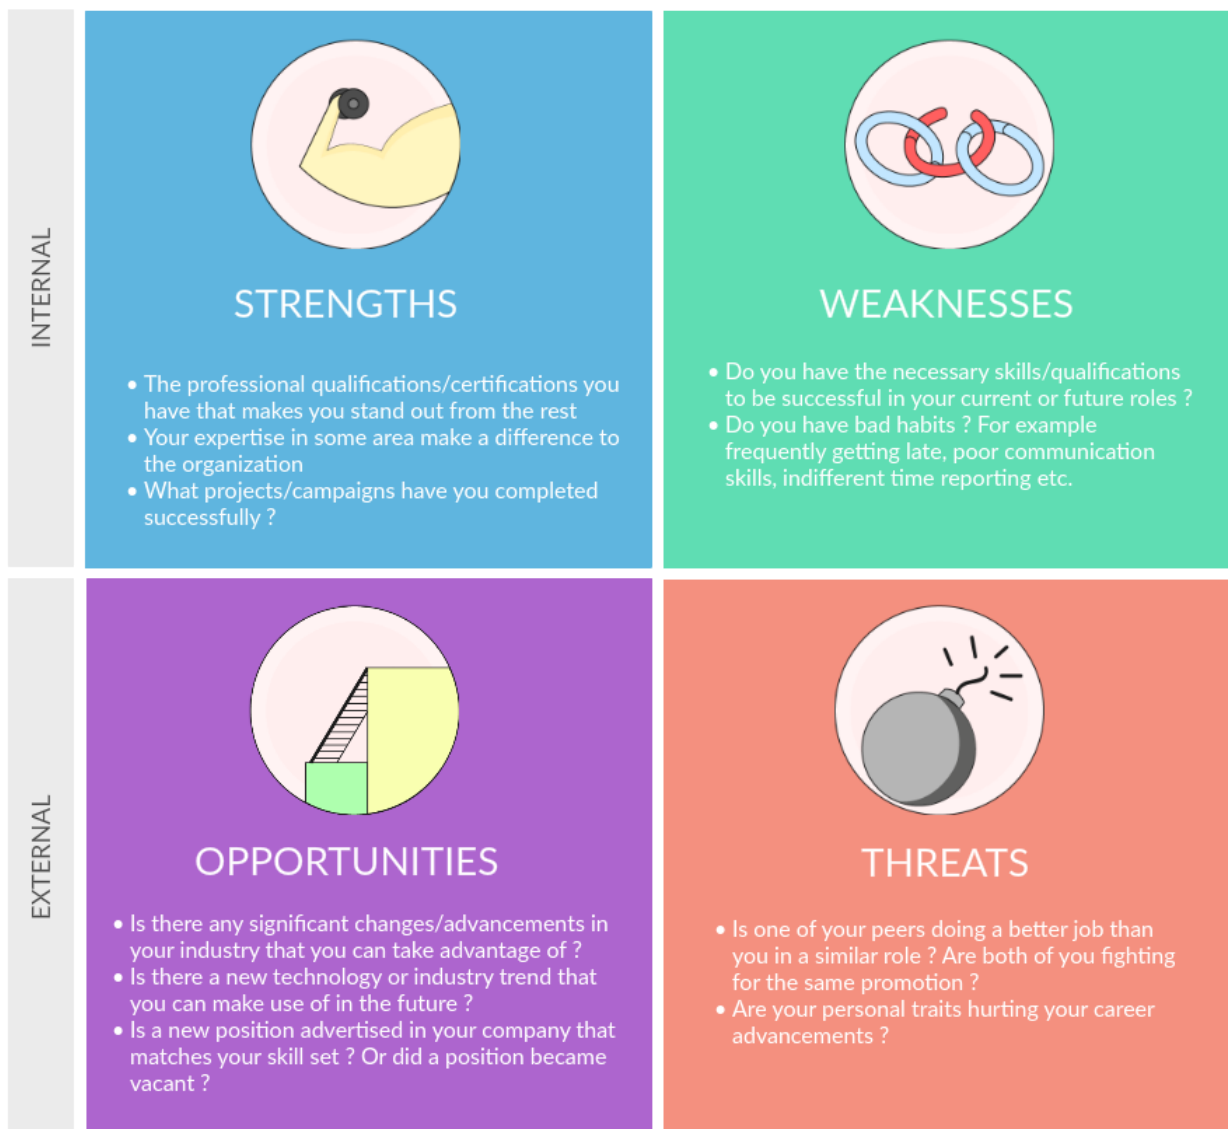 INTERNAL
STRENGTHS
• The professional qualifications/certifications you
have that makes you stand out from the rest
• Your expertise in some area make a difference to
the organization
• What projects/campaigns have you completed
successfully ?
WEAKNESSES
• Do you have the necessary skills/qualifications
to be successful in your current or future roles ?
• Do you have bad habits ? For example
frequently getting late, poor communication
skills, indifferent time reporting etc.
EXTERNAL
OPPORTUNITIES
• Is there any significant changes/advancements in
your industry that you can take advantage of ?
• Is there a new technology or industry trend that
you can make use of in the future ?
• Is a new position advertised in your company that
matches your skill set ? Or did a position became
vacant ?
THREATS
• Is one of your peers doing a better job than
you in a similar role ? Are both of you fighting
for the same promotion ?
• Are your personal traits hurting your career
advancements ?